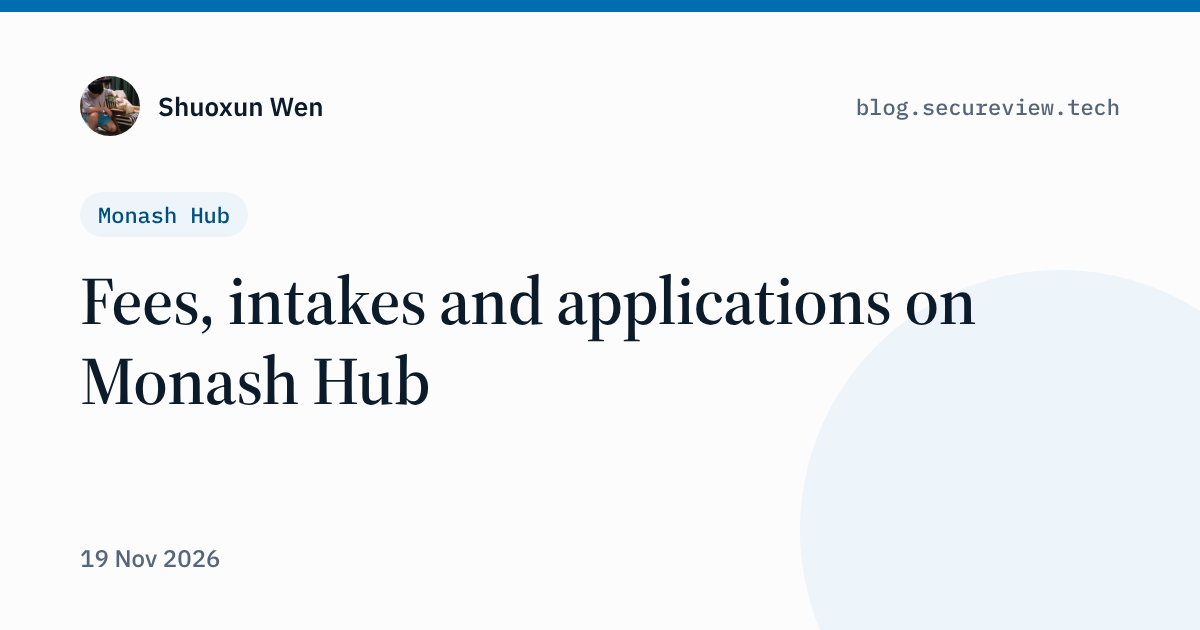 Shuoxun Wen
blog.secureview.tech
Monash Hub
Fees, intakes and applications on
Monash Hub
19 Nov 2026